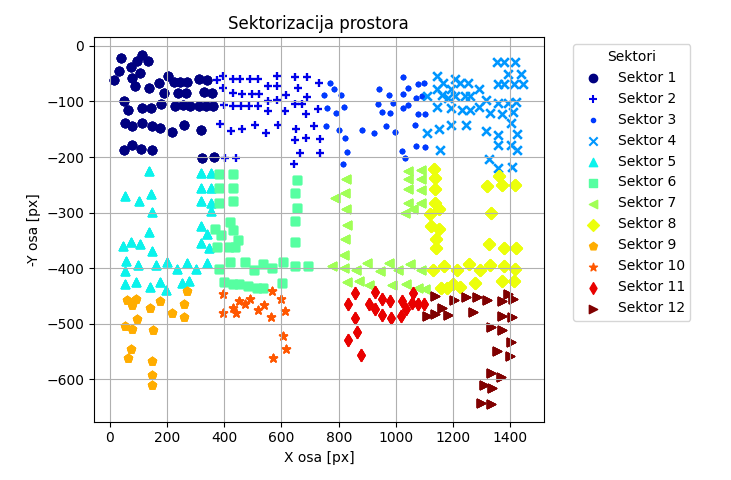 Sektorizacija prostora
-Y osa [px]
0
−100
−200
−300
−400
−500
−600
0 200 400 600 800 1000 1200 1400
X osa [px]
Sektori
Sektor 1
Sektor 2
Sektor 3
Sektor 4
Sektor 5
Sektor 6
Sektor 7
Sektor 8
Sektor 9
Sektor 10
Sektor 11
Sektor 12